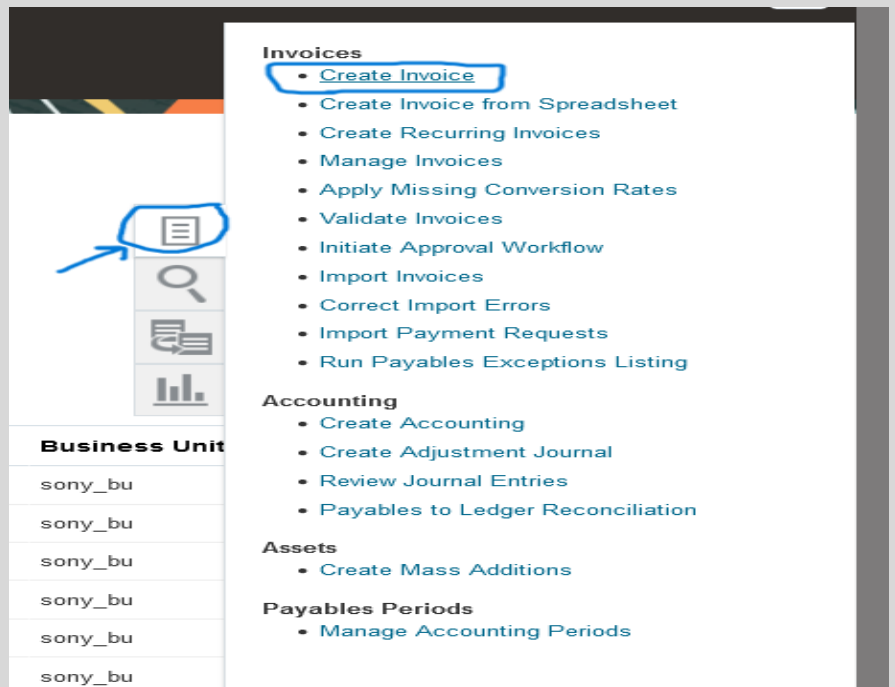 Invoices
Create Invoice
Create Invoice from Spreadsheet
Create Recurring Invoices
Manage Invoices
Apply Missing Conversion Rates
Validate Invoices
Initiate Approval Workflow
Import Invoices
Correct Import Errors
Import Payment Requests
Run Payables Exceptions Listing
Accounting
Create Accounting
Create Adjustment Journal
Review Journal Entries
Payables to Ledger Reconciliation
Assets
Create Mass Additions
Payables Periods
Manage Accounting Periods
Business Unit
sony_bu
sony_bu
sony_bu
sony_bu
sony_bu
sony_bu